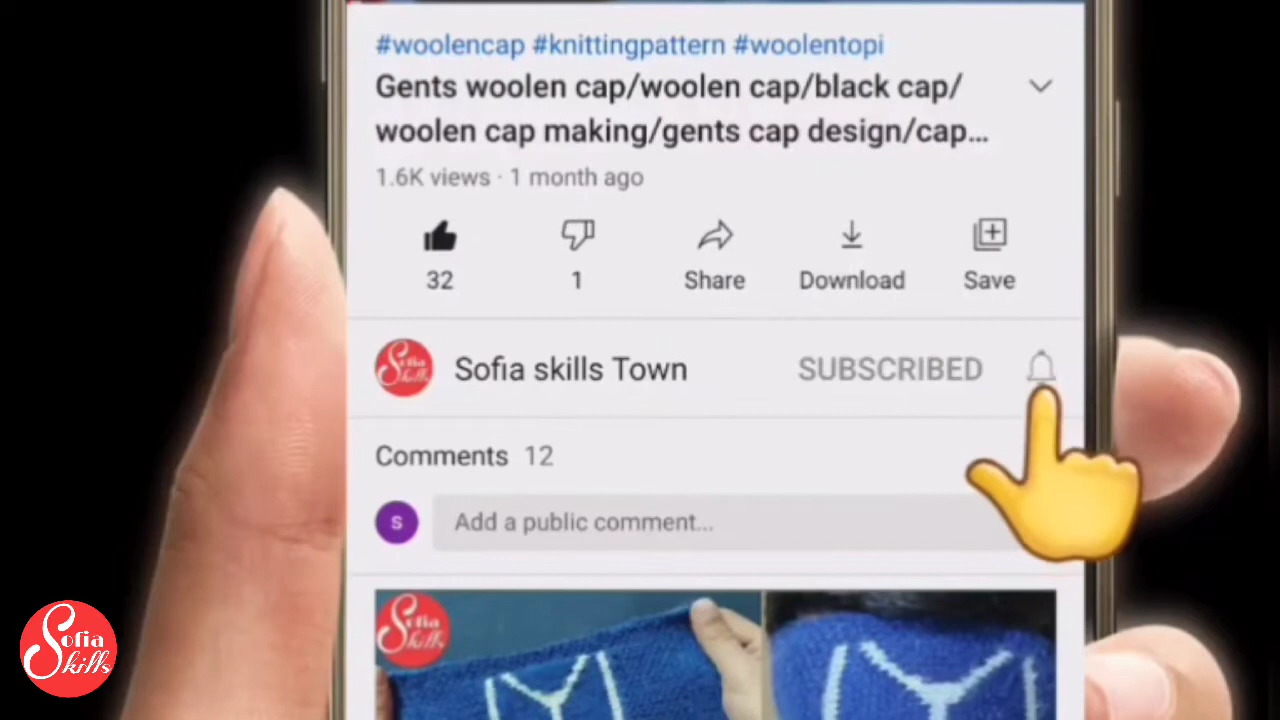 #woolencap #knittingpattern #woolentopi
Gents woolen cap/woolen cap/black cap/
woolen cap making/gents cap design/cap...
1.6K views · 1 month ago
32
1
Share
Download
Save
Sofia Skills
Sofia skills Town
SUBSCRIBED
Comments 12
S
Add a public comment...
Sofia
Skills
Sofia
Skills